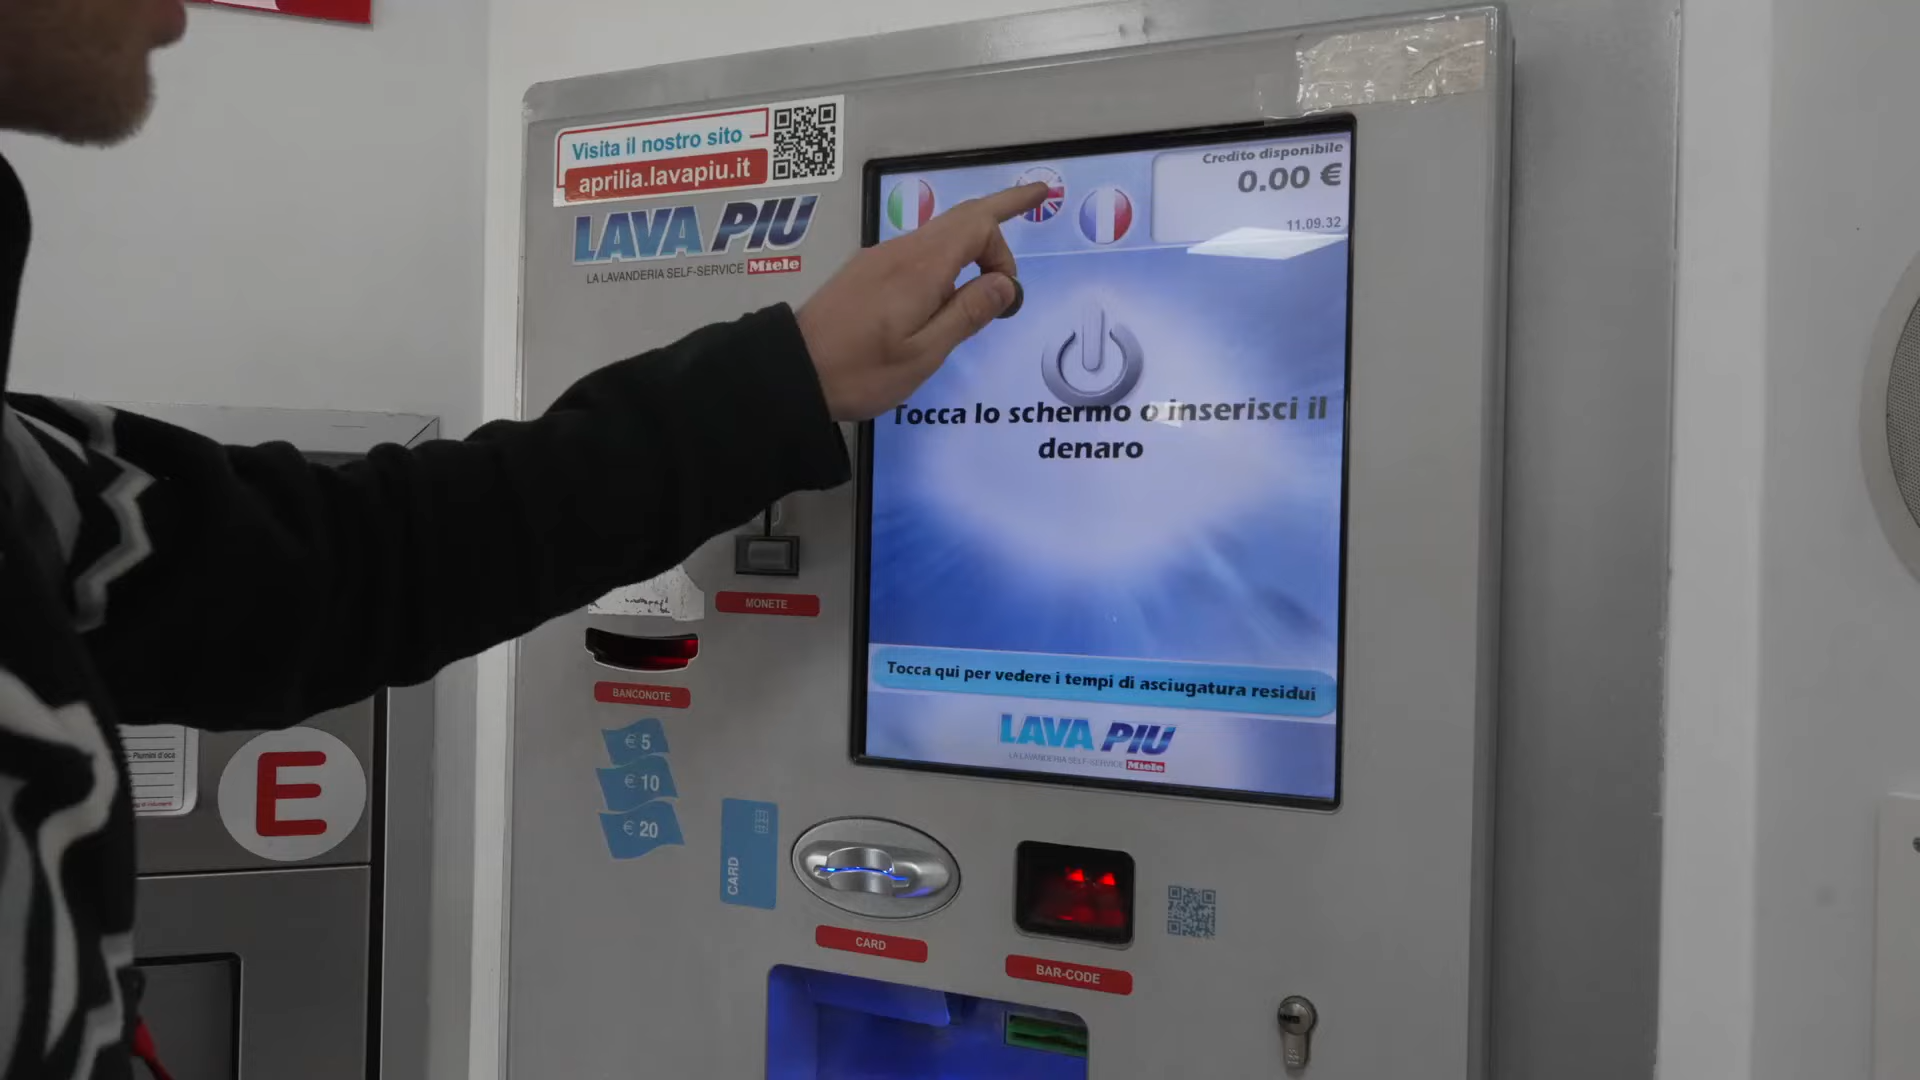 Visita il nostro sito
aprilia.lavapiu.it
LAVA PIU
LA LAVANDERIA SELF-SERVICE Miele
Credito disponibile
0.00 €
11.09.32
Tocca lo schermo o inserisci il
denaro
Tocca qui per vedere i tempi di asciugatura residui
LAVA PIU
LA LAVANDERIA SELF-SERVICE Miele
MONETE
BANCONOTE
€ 5
€ 10
€ 20
CARD
CARD
BAR-CODE
- Piumini d'oca
E